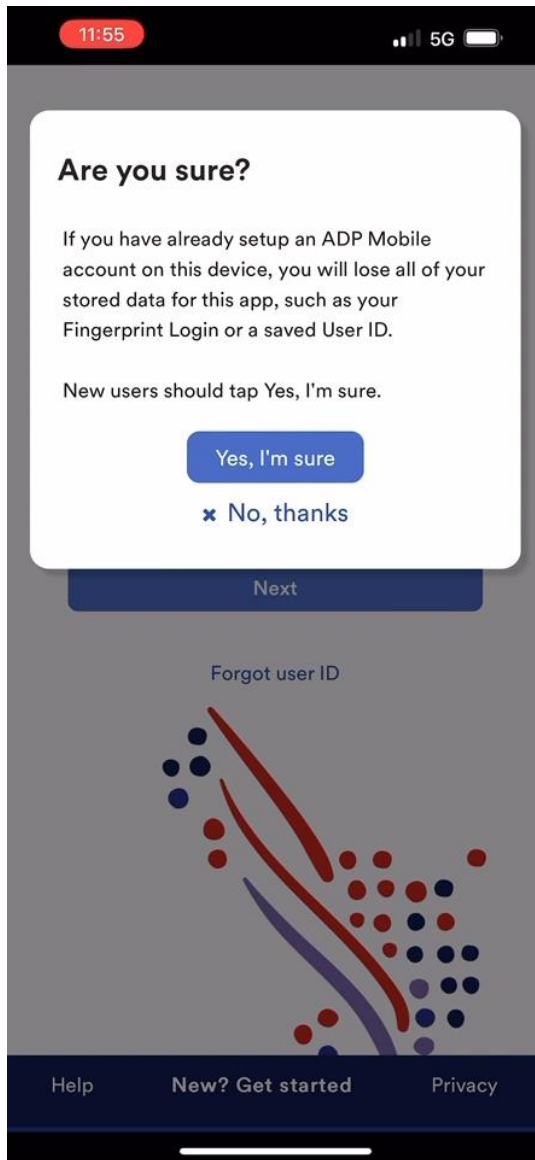 11:55
5G
Are you sure?
If you have already setup an ADP Mobile
account on this device, you will lose all of your
stored data for this app, such as your
Fingerprint Login or a saved User ID.
New users should tap Yes, I'm sure.
Yes, I'm sure
No, thanks
Next
Forgot user ID
Help New? Get started Privacy